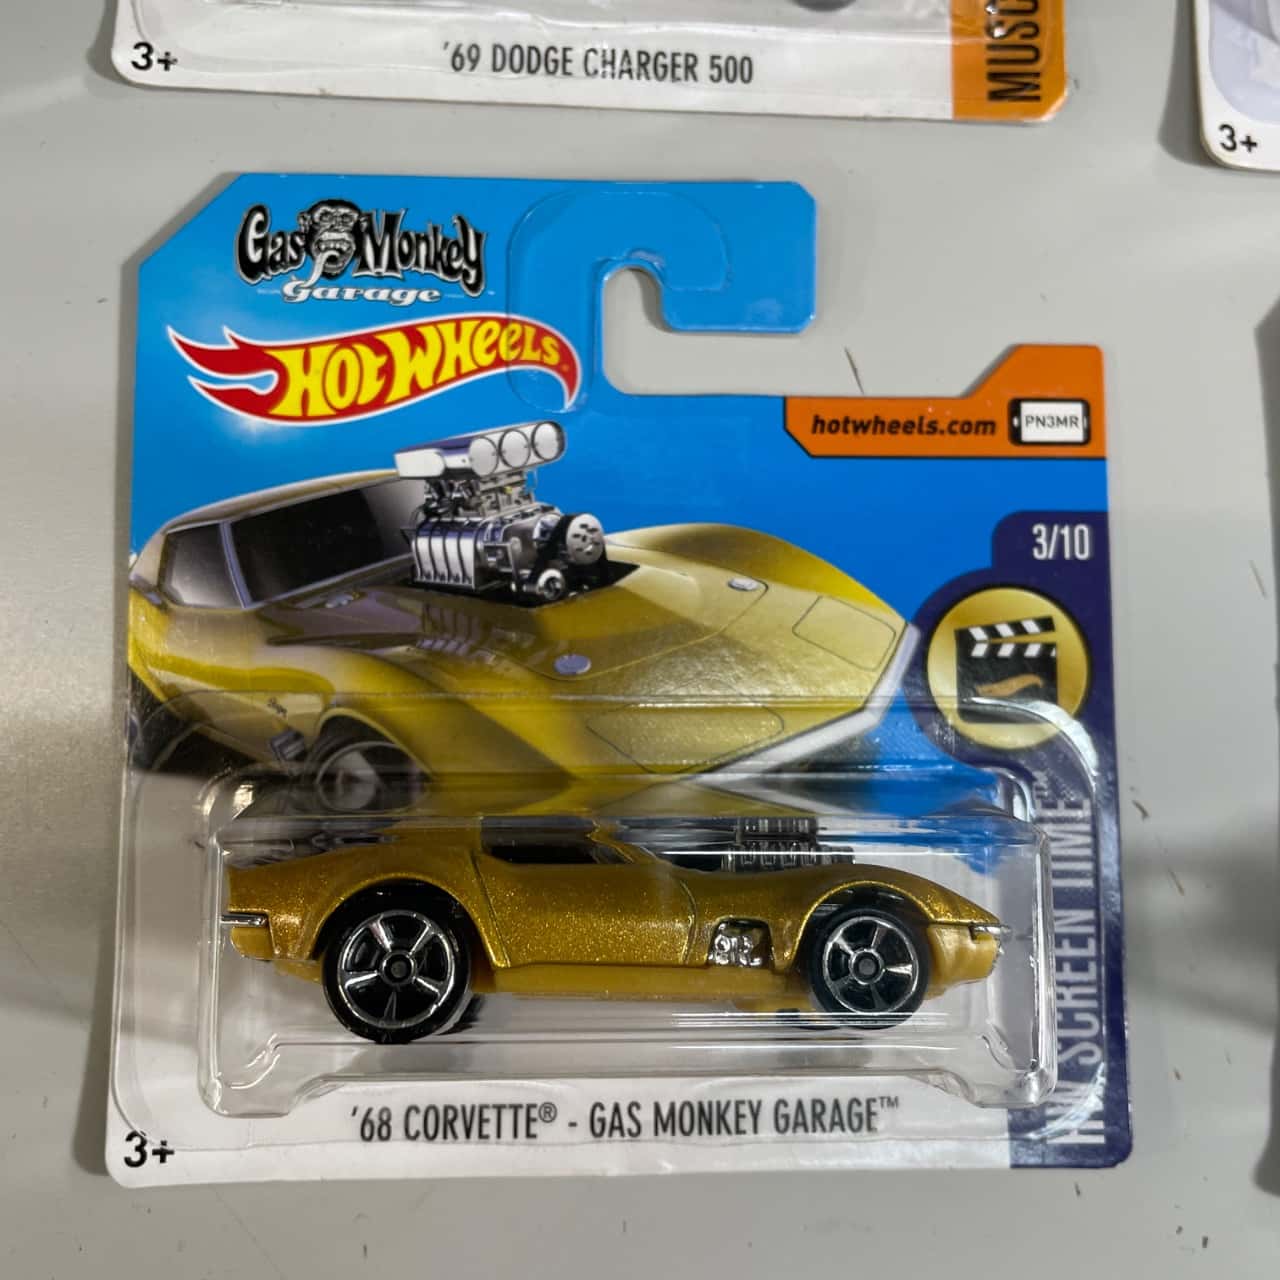 3+
'69 DODGE CHARGER 500
MUSC
3+
Gas Monkey
Garage
HOT WHEELS
hotwheels.com
PN3MR
3/10
HW SCREEN TIME™
'68 CORVETTE® - GAS MONKEY GARAGE™
3+